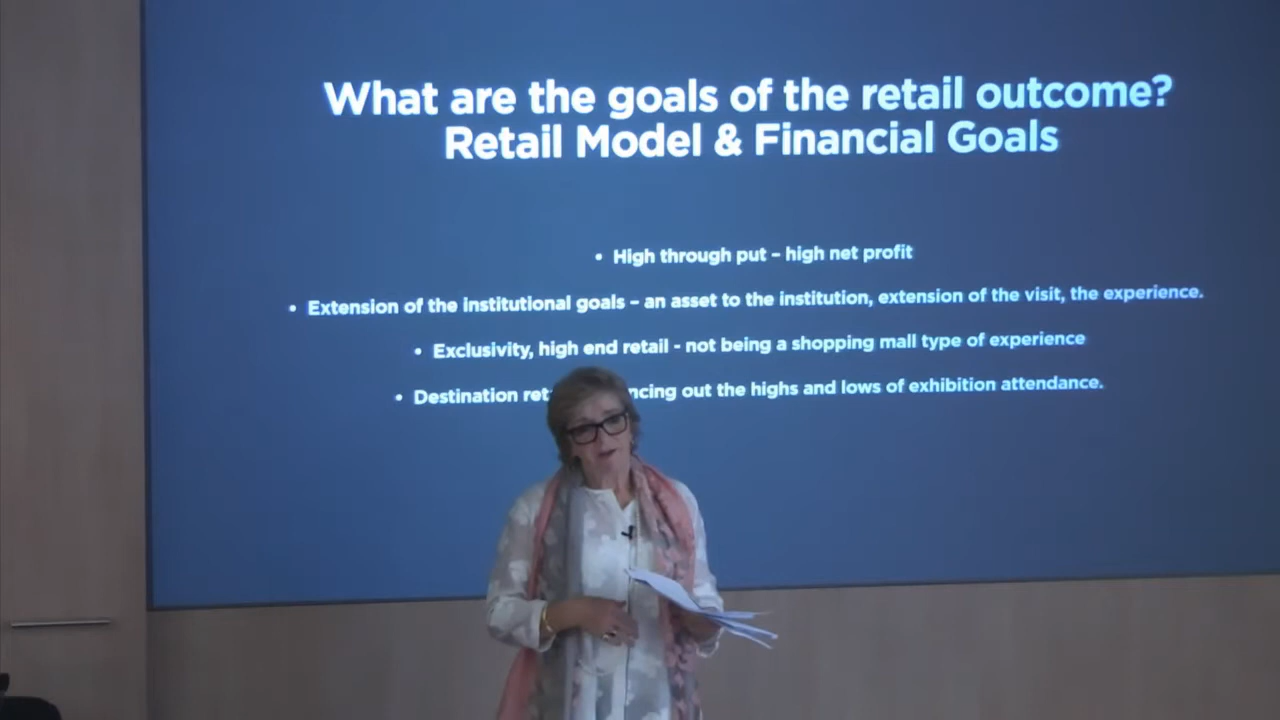 What are the goals of the retail outcome?
Retail Model & Financial Goals
• High through put – high net profit
• Extension of the institutional goals – an asset to the institution, extension of the visit, the experience.
• Exclusivity, high end retail - not being a shopping mall type of experience
• Destination out the highs and lows of exhibition attendance.